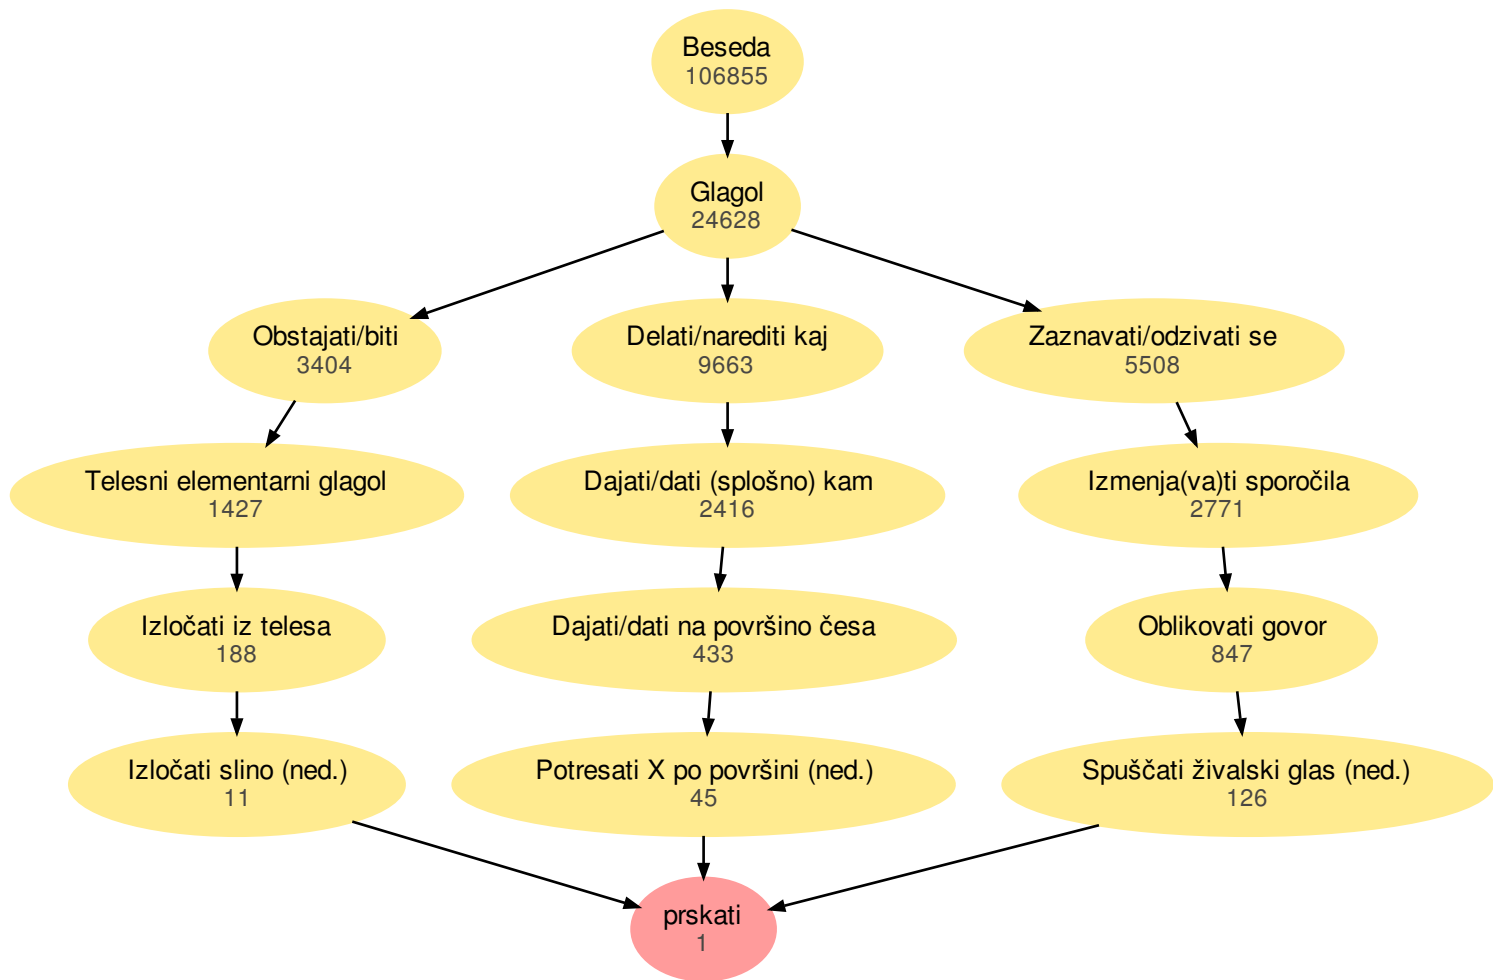 Beseda
106855
Glagol
24628
Obstajati/biti
3404
Delati/narediti kaj
9663
Zaznavati/odzivati se
5508
Telesni elementarni glagol
1427
Dajati/dati (splošno) kam
2416
Izmenja(va)ti sporočila
2771
Izločati iz telesa
188
Dajati/dati na površino česa
433
Oblikovati govor
847
Izločati slino (ned.)
11
Potresati X po površini (ned.)
45
Spuščati živalski glas (ned.)
126
prskati
1